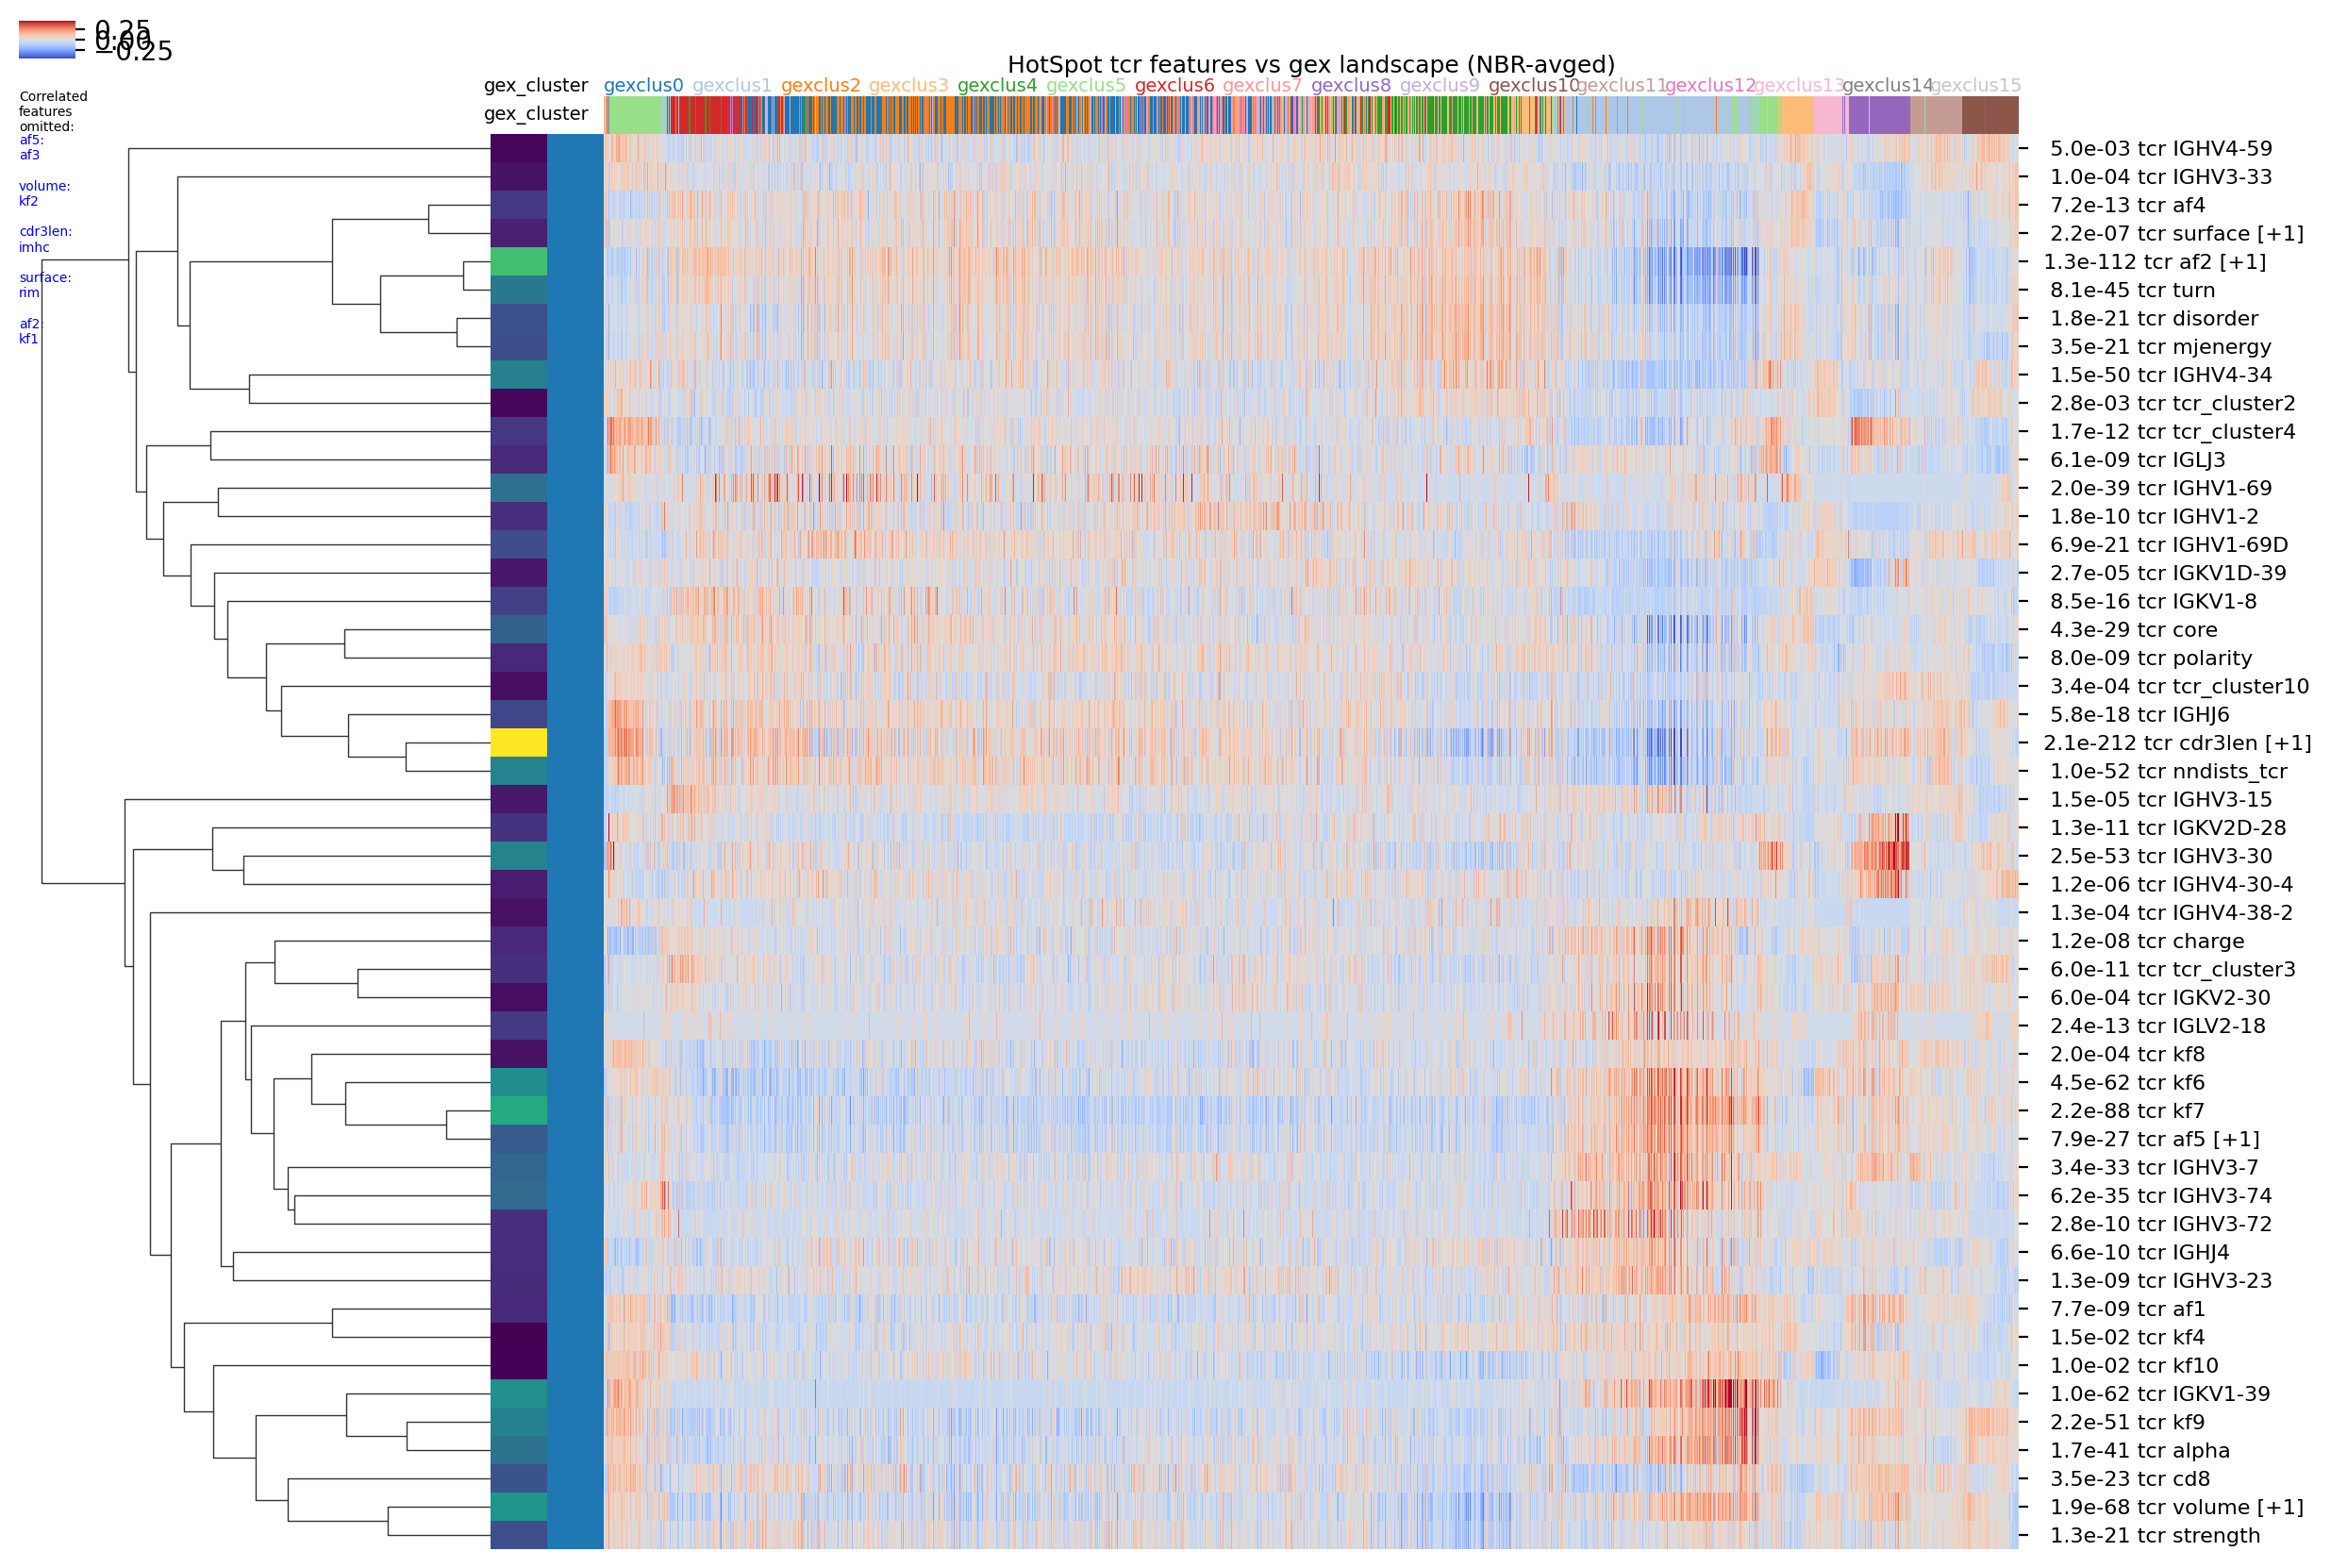 0.25
0.00
−0.25
HotSpot tcr features vs gex landscape (NBR-avged)
gex_cluster gexclus0 gexclus1 gexclus2 gexclus3 gexclus4 gexclus5 gexclus6 gexclus7 gexclus8 gexclus9 gexclus10 gexclus11 gexclus12 gexclus13 gexclus14 gexclus15
gex_cluster
Correlated
features
omitted:
af5:
af3
volume:
kf2
cdr3len:
imhc
surface:
rim
af2:
kf1
5.0e-03 tcr IGHV4-59
1.0e-04 tcr IGHV3-33
7.2e-13 tcr af4
2.2e-07 tcr surface [+1]
1.3e-112 tcr af2 [+1]
8.1e-45 tcr turn
1.8e-21 tcr disorder
3.5e-21 tcr mjenergy
1.5e-50 tcr IGHV4-34
2.8e-03 tcr tcr_cluster2
1.7e-12 tcr tcr_cluster4
6.1e-09 tcr IGLJ3
2.0e-39 tcr IGHV1-69
1.8e-10 tcr IGHV1-2
6.9e-21 tcr IGHV1-69D
2.7e-05 tcr IGKV1D-39
8.5e-16 tcr IGKV1-8
4.3e-29 tcr core
8.0e-09 tcr polarity
3.4e-04 tcr tcr_cluster10
5.8e-18 tcr IGHJ6
2.1e-212 tcr cdr3len [+1]
1.0e-52 tcr nndists_tcr
1.5e-05 tcr IGHV3-15
1.3e-11 tcr IGKV2D-28
2.5e-53 tcr IGHV3-30
1.2e-06 tcr IGHV4-30-4
1.3e-04 tcr IGHV4-38-2
1.2e-08 tcr charge
6.0e-11 tcr tcr_cluster3
6.0e-04 tcr IGKV2-30
2.4e-13 tcr IGLV2-18
2.0e-04 tcr kf8
4.5e-62 tcr kf6
2.2e-88 tcr kf7
7.9e-27 tcr af5 [+1]
3.4e-33 tcr IGHV3-7
6.2e-35 tcr IGHV3-74
2.8e-10 tcr IGHV3-72
6.6e-10 tcr IGHJ4
1.3e-09 tcr IGHV3-23
7.7e-09 tcr af1
1.5e-02 tcr kf4
1.0e-02 tcr kf10
1.0e-62 tcr IGKV1-39
2.2e-51 tcr kf9
1.7e-41 tcr alpha
3.5e-23 tcr cd8
1.9e-68 tcr volume [+1]
1.3e-21 tcr strength